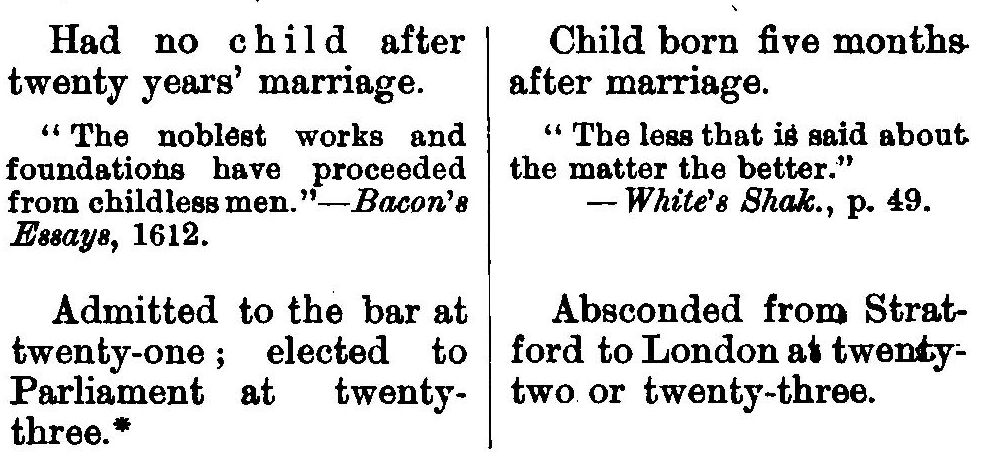 Had no child after
twenty years' marriage.
“ The noblest works and
foundations have proceeded
from childless men.”—Bacon's
Essays, 1612.
Admitted to the bar at
twenty-one ; elected to
Parliament at twenty-
three.*
Child born five months
after marriage.
“ The less that is said about
the matter the better.”
— White's Shak., p. 49.
Absconded from Strat-
ford to London at twenty-
two or twenty-three.